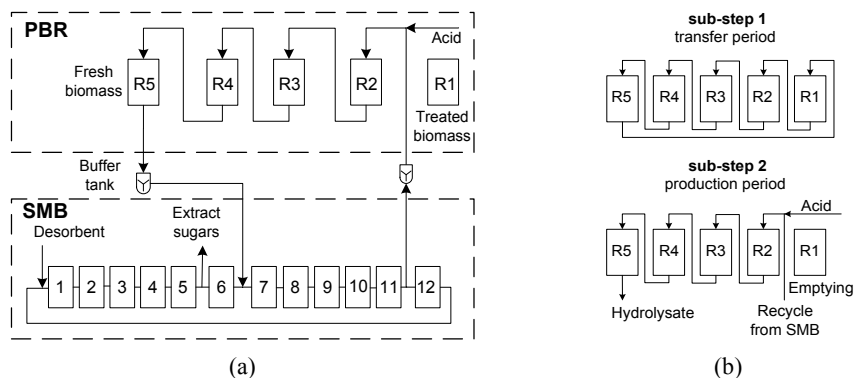 PBR
Acid
Fresh
biomass
R5
R4
R3
R2
R1
Treated
biomass
Buffer
tank
SMB
Desorbent
Extract
sugars
1 2 3 4 5 6 7 8 9 10 11 12
(a)
sub-step 1
transfer period
R5 R4 R3 R2 R1
sub-step 2
production period
Acid
R5 R4 R3 R2 R1
Emptying
Hydrolysate
Recycle
from SMB
(b)